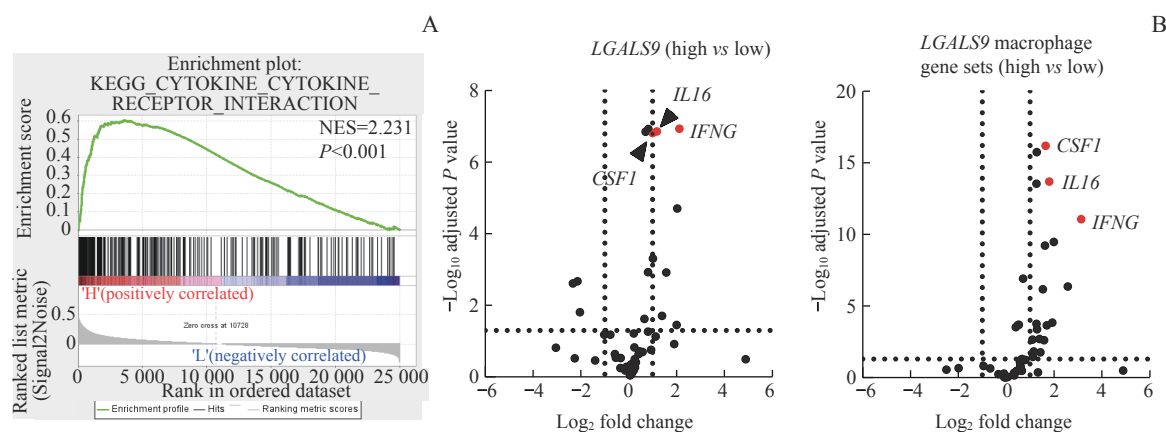 A
Enrichment plot:
KEGG_CYTOKINE_CYTOKINE_
RECEPTOR_INTERACTION
NES=2.231
P<0.001
Enrichment score
0.6
0.5
0.4
0.3
0.2
0.1
0
'H'(positively correlated)
Ranked list metric
(Signal2Noise)
0.5
0
Zero cross at 10728
'L'(negatively correlated)
0 5 000 10 000 15 000 20 000 25 000
Rank in ordered dataset
Enrichment profile Hits Ranking metric scores
LGALS9 (high vs low)
−Log10 adjusted P value
8
6
4
2
0
IL16
IFNG
CSF1
−6 −4 −2 0 2 4 6
Log2 fold change
B
LGALS9 macrophage
gene sets (high vs low)
−Log10 adjusted P value
20
15
10
5
0
CSF1
IL16
IFNG
−6 −4 −2 0 2 4 6
Log2 fold change